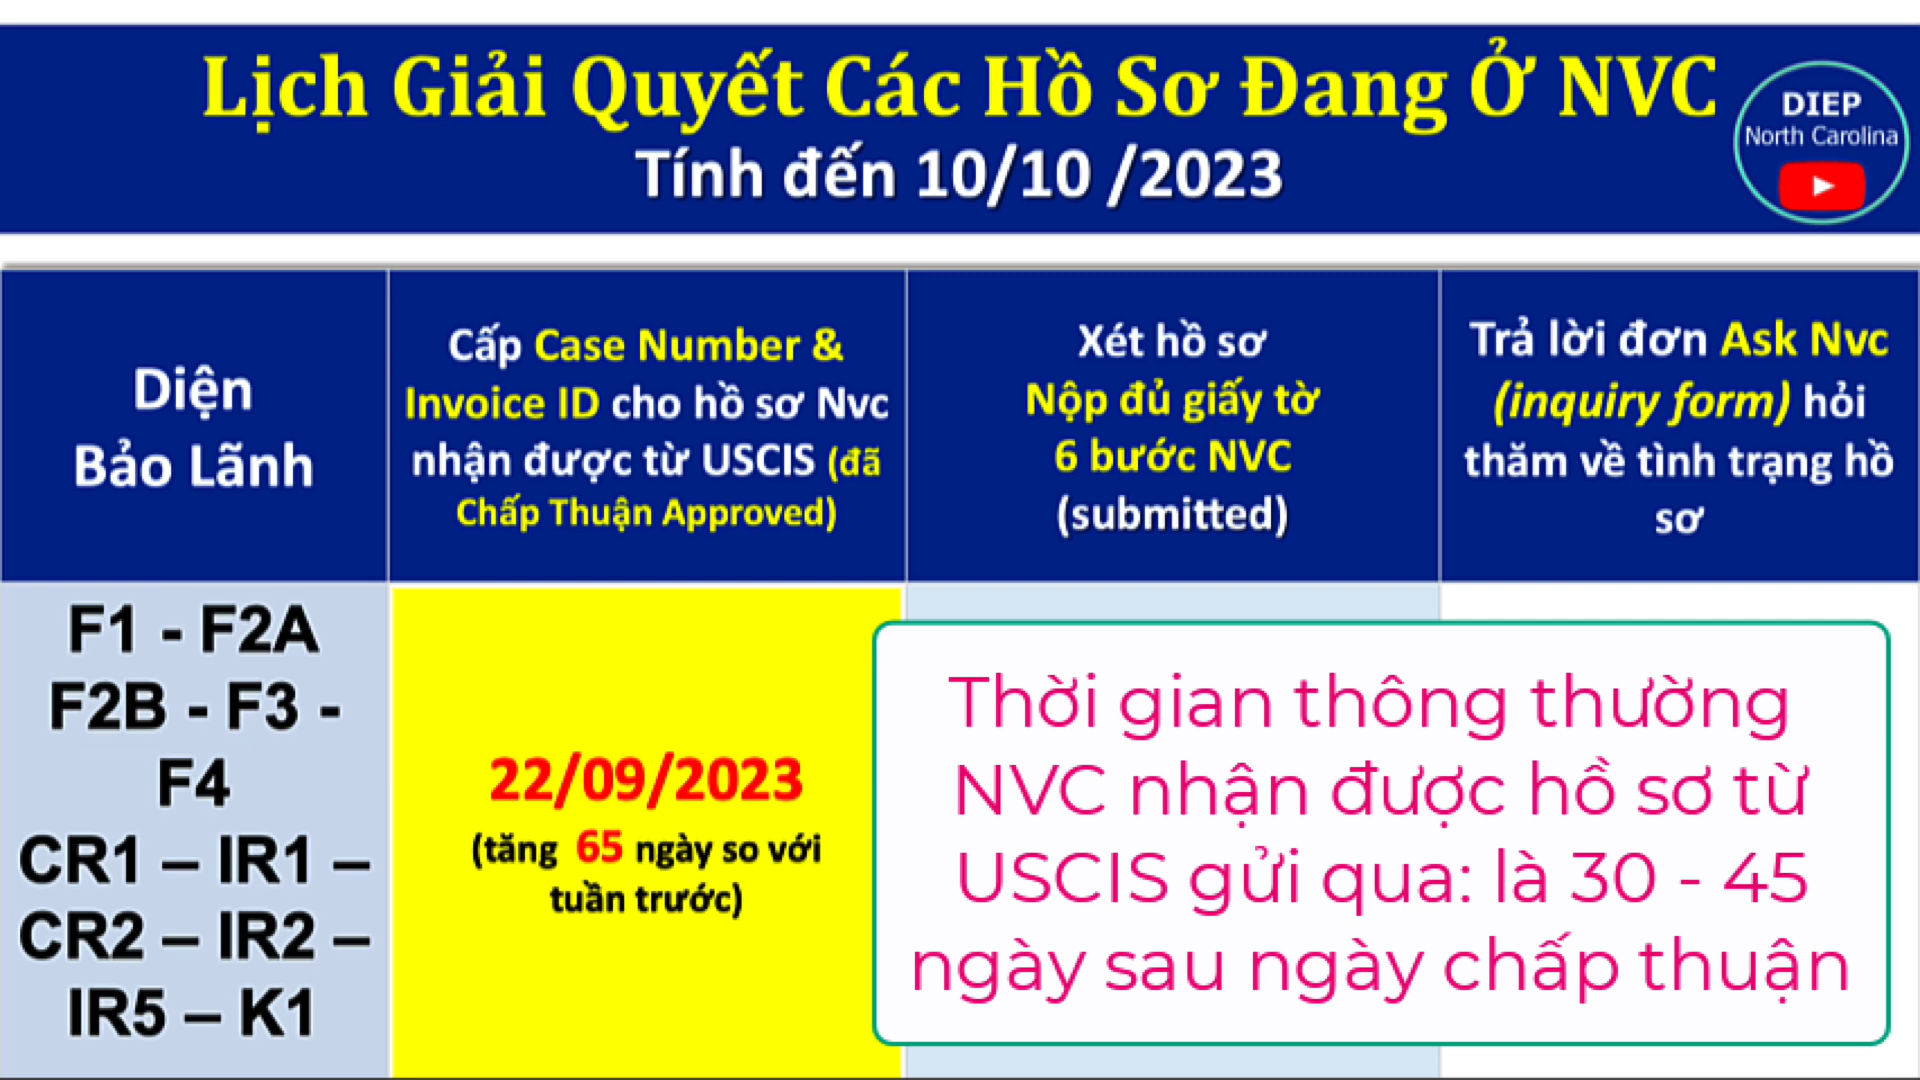 Lịch Giải Quyết Các Hồ Sơ Đang Ở NVC
Tính đến 10/10 /2023
DIEP
North Carolina
Diện
Bảo Lãnh
Cấp Case Number &
Invoice ID cho hồ sơ Nvc
nhận được từ USCIS (đã
Chấp Thuận Approved)
Xét hồ sơ
Nộp đủ giấy tờ
6 bước NVC
(submitted)
Trả lời đơn Ask Nvc
(inquiry form) hỏi
thăm về tình trạng hồ
sơ
F1 - F2A
F2B - F3 -
F4
CR1 – IR1 –
CR2 – IR2 –
IR5 – K1
22/09/2023
(tăng 65 ngày so với
tuần trước)
Thời gian thông thường
NVC nhận được hồ sơ từ
USCIS gửi qua: là 30 - 45
ngày sau ngày chấp thuận